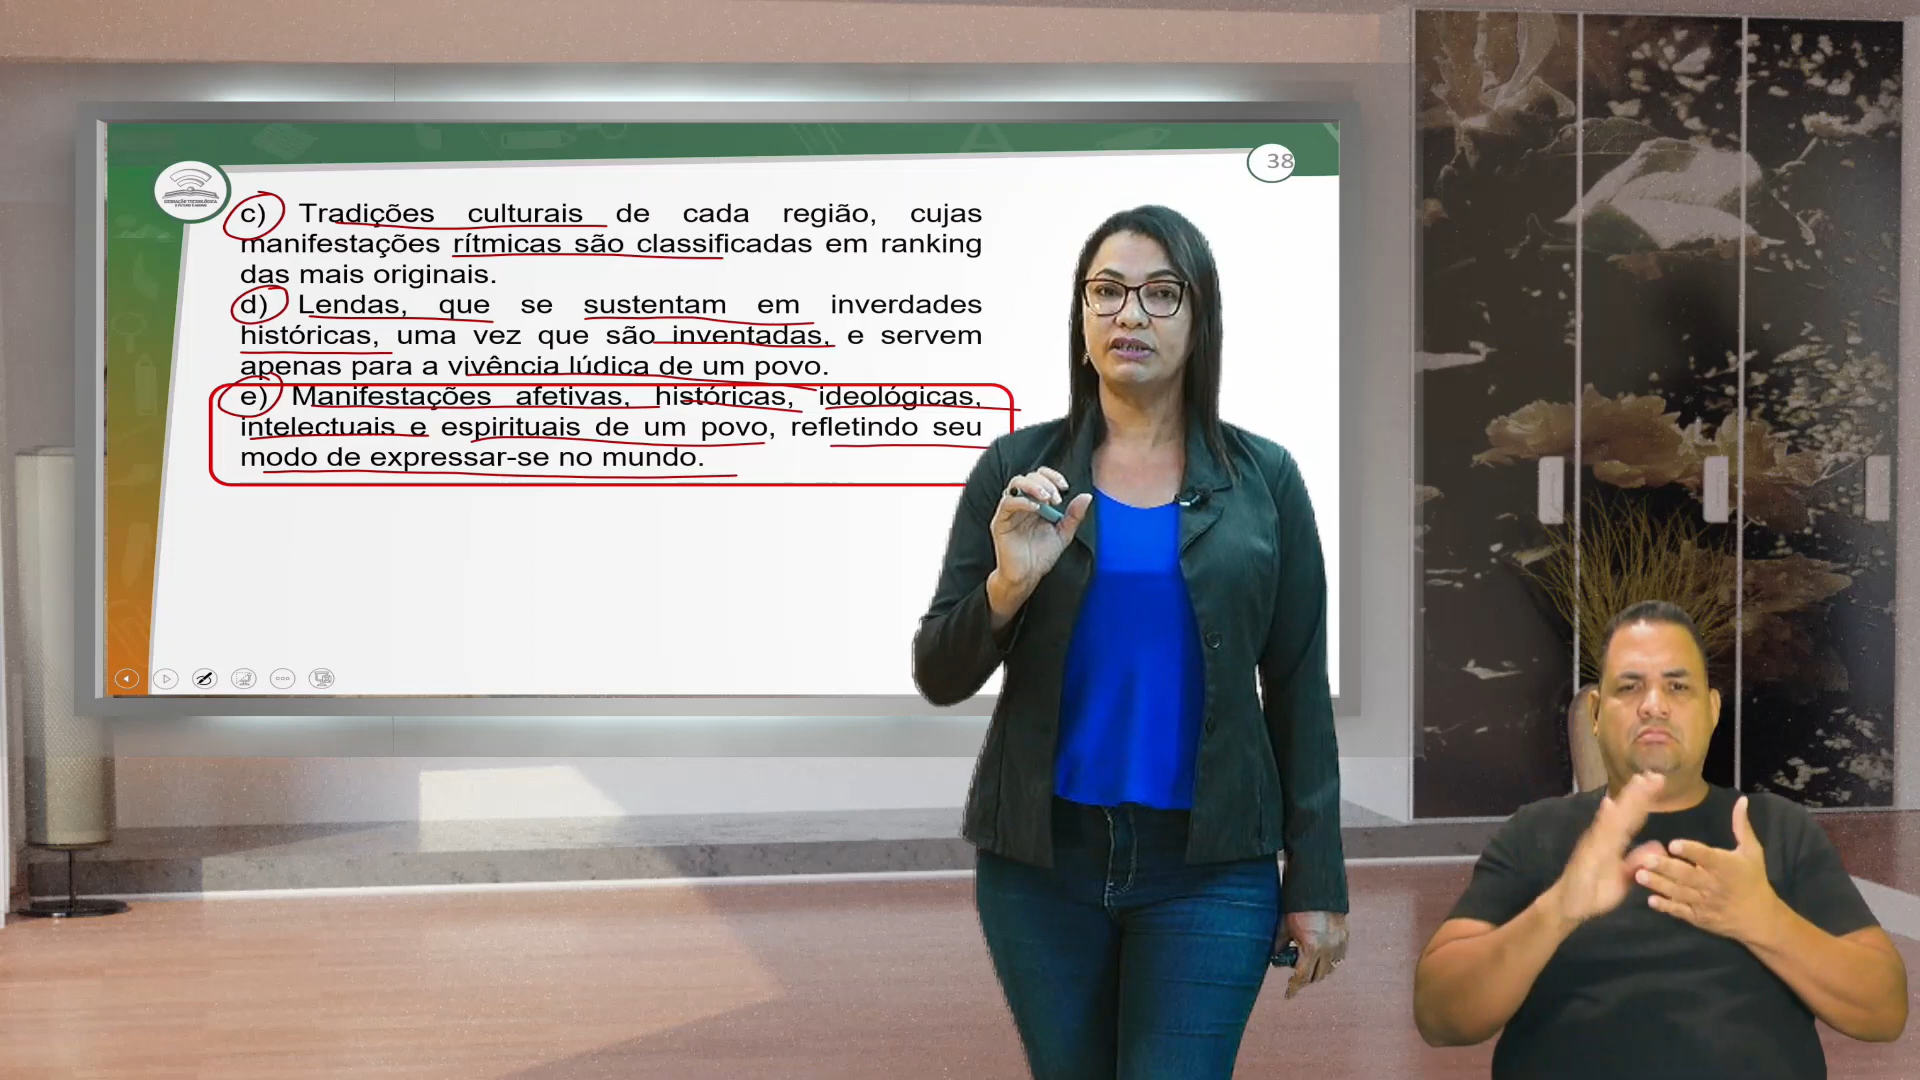 38
c) Tradições culturais de cada região, cujas
manifestações rítmicas são classificadas em ranking
das mais originais.
d) Lendas, que se sustentam em inverdades
históricas, uma vez que são inventadas, e servem
apenas para a vivência lúdica de um povo.
e) Manifestações afetivas, históricas, ideológicas,
intelectuais e espirituais de um povo, refletindo seu
modo de expressar-se no mundo.